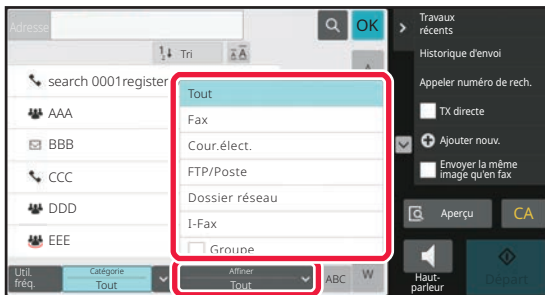 Adresse
OK
Tri
search 0001register
AAA
BBB
CCC
DDD
EEE
Tout
Fax
Cour.élect.
FTP/Poste
Dossier réseau
I-Fax
Groupe
Util.
fréq.
Catégorie
Tout
Affiner
Tout
ABC
W
Travaux
récents
Historique d'envoi
Appeler numéro de rech.
TX directe
Ajouter nouv.
Envoyer la même
image qu'en fax
Aperçu
CA
Haut-
parleur
Départ